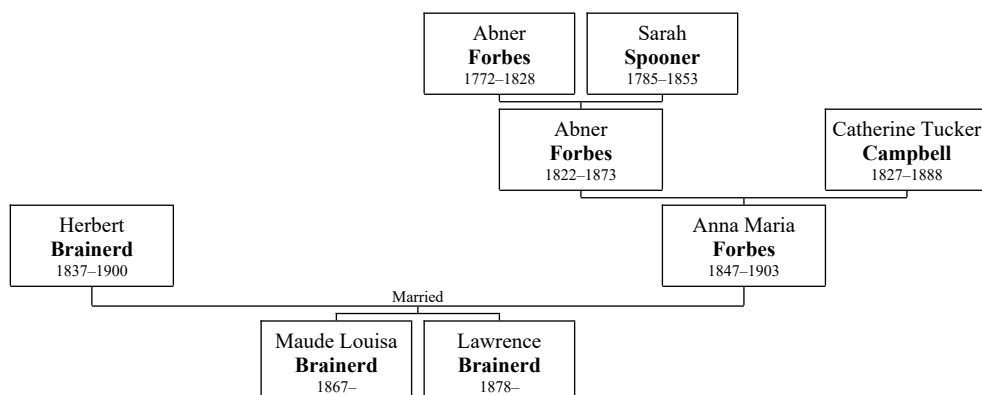 Abner
Forbes
1772–1828
Sarah
Spooner
1785–1853
Abner
Forbes
1822–1873
Catherine Tucker
Campbell
1827–1888
Herbert
Brainerd
1837–1900
Anna Maria
Forbes
1847–1903
Married
Maude Louisa
Brainerd
1867–
Lawrence
Brainerd
1878–